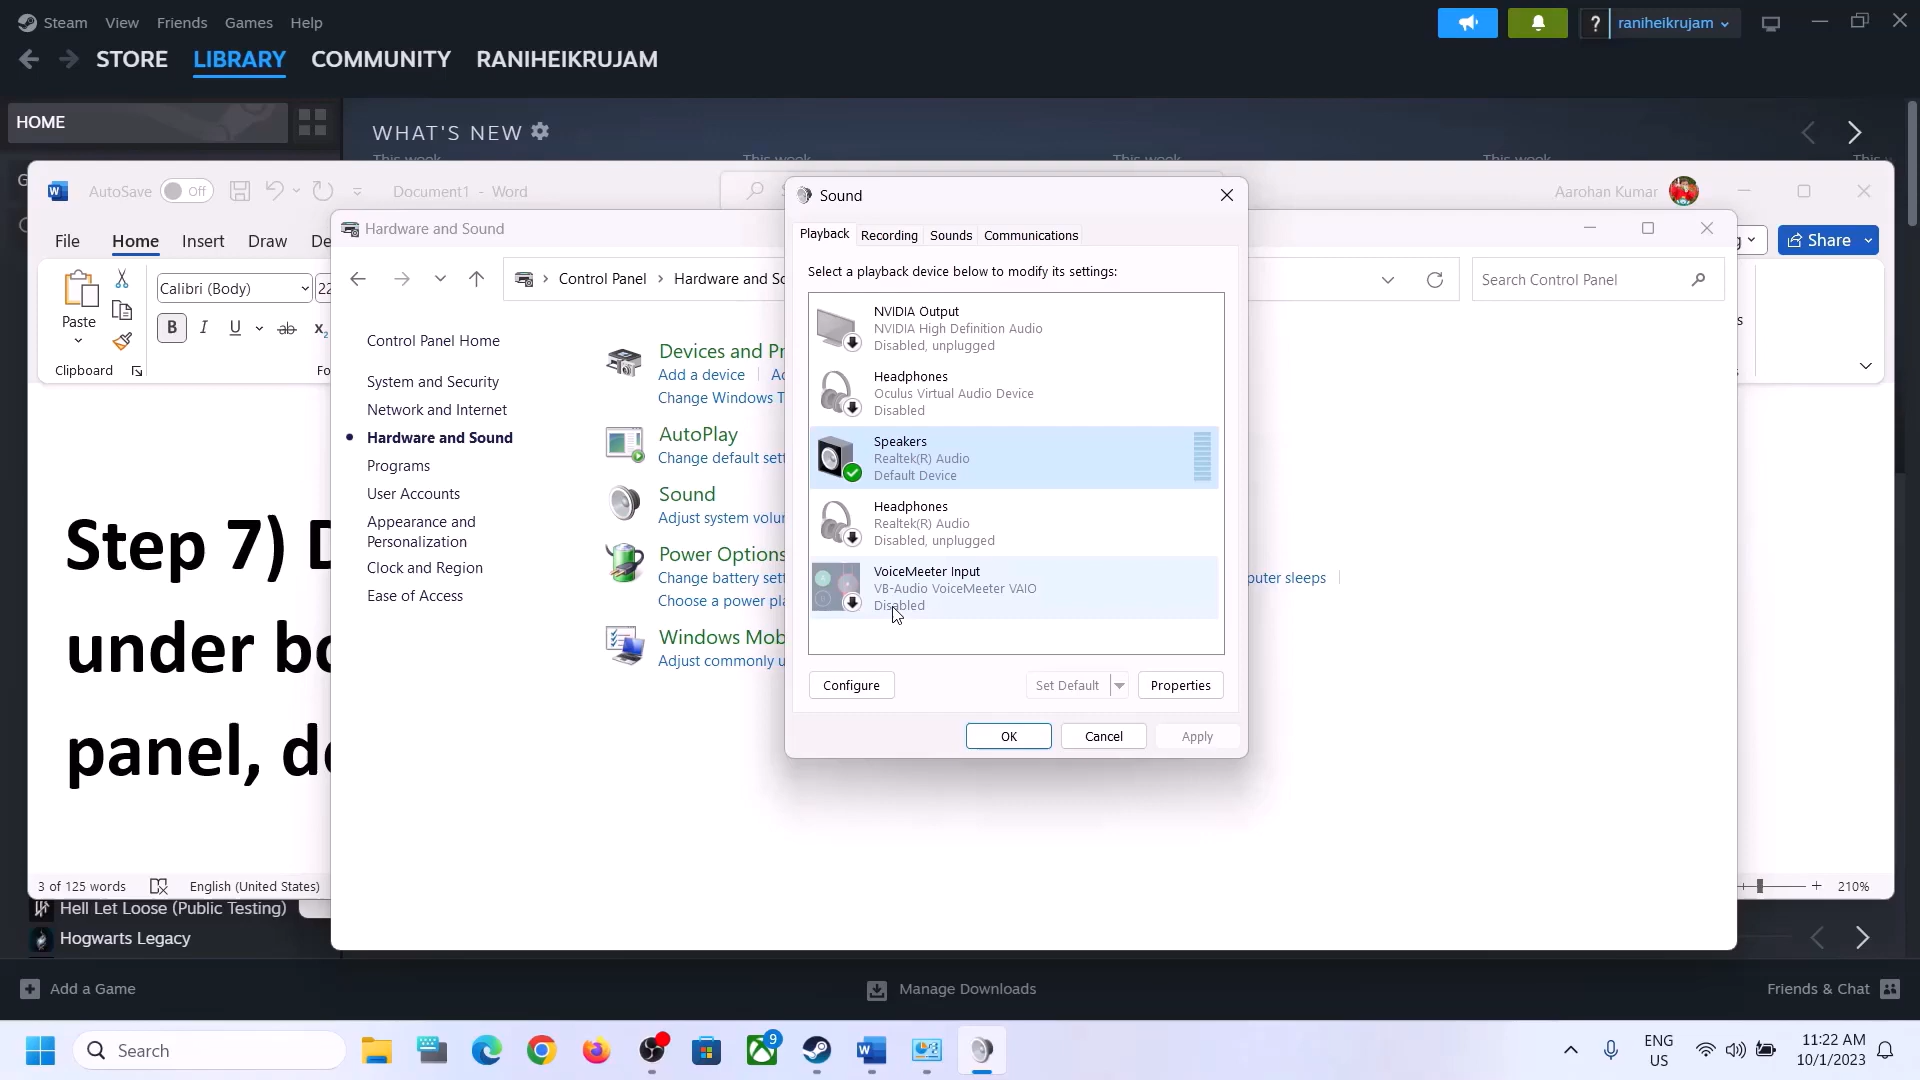 Steam View Friends Games Help
raniheikrujam
STORE LIBRARY COMMUNITY RANIHEIKRUJAM
HOME
WHAT'S NEW
AutoSave Off Document1 - Word
Aarohan Kumar
File Home Insert Draw De
Share
Calibri (Body) 22
Paste
B I U ab x₂
Clipboard Fo
Hardware and Sound
Control Panel Hardware and So
Search Control Panel
Control Panel Home
System and Security
Network and Internet
Hardware and Sound
Programs
User Accounts
Appearance and
Personalization
Clock and Region
Ease of Access
Devices and Pr
Add a device
Change Windows T
AutoPlay
Change default set
Sound
Adjust system volu
Power Options
Change battery set
puter sleeps
Choose a power pla
Windows Mob
Adjust commonly u
Sound
Playback Recording Sounds Communications
Select a playback device below to modify its settings:
NVIDIA Output
NVIDIA High Definition Audio
Disabled, unplugged
Headphones
Oculus Virtual Audio Device
Disabled
Speakers
Realtek(R) Audio
Default Device
Headphones
Realtek(R) Audio
Disabled, unplugged
VoiceMeeter Input
VB-Audio VoiceMeeter VAIO
Disabled
Configure Set Default Properties
OK Cancel Apply
Step 7) D
under bo
panel, d
3 of 125 words English (United States)
210%
Hell Let Loose (Public Testing)
Hogwarts Legacy
Add a Game Manage Downloads Friends & Chat
Search
9
ENG
US
11:22 AM
10/1/2023